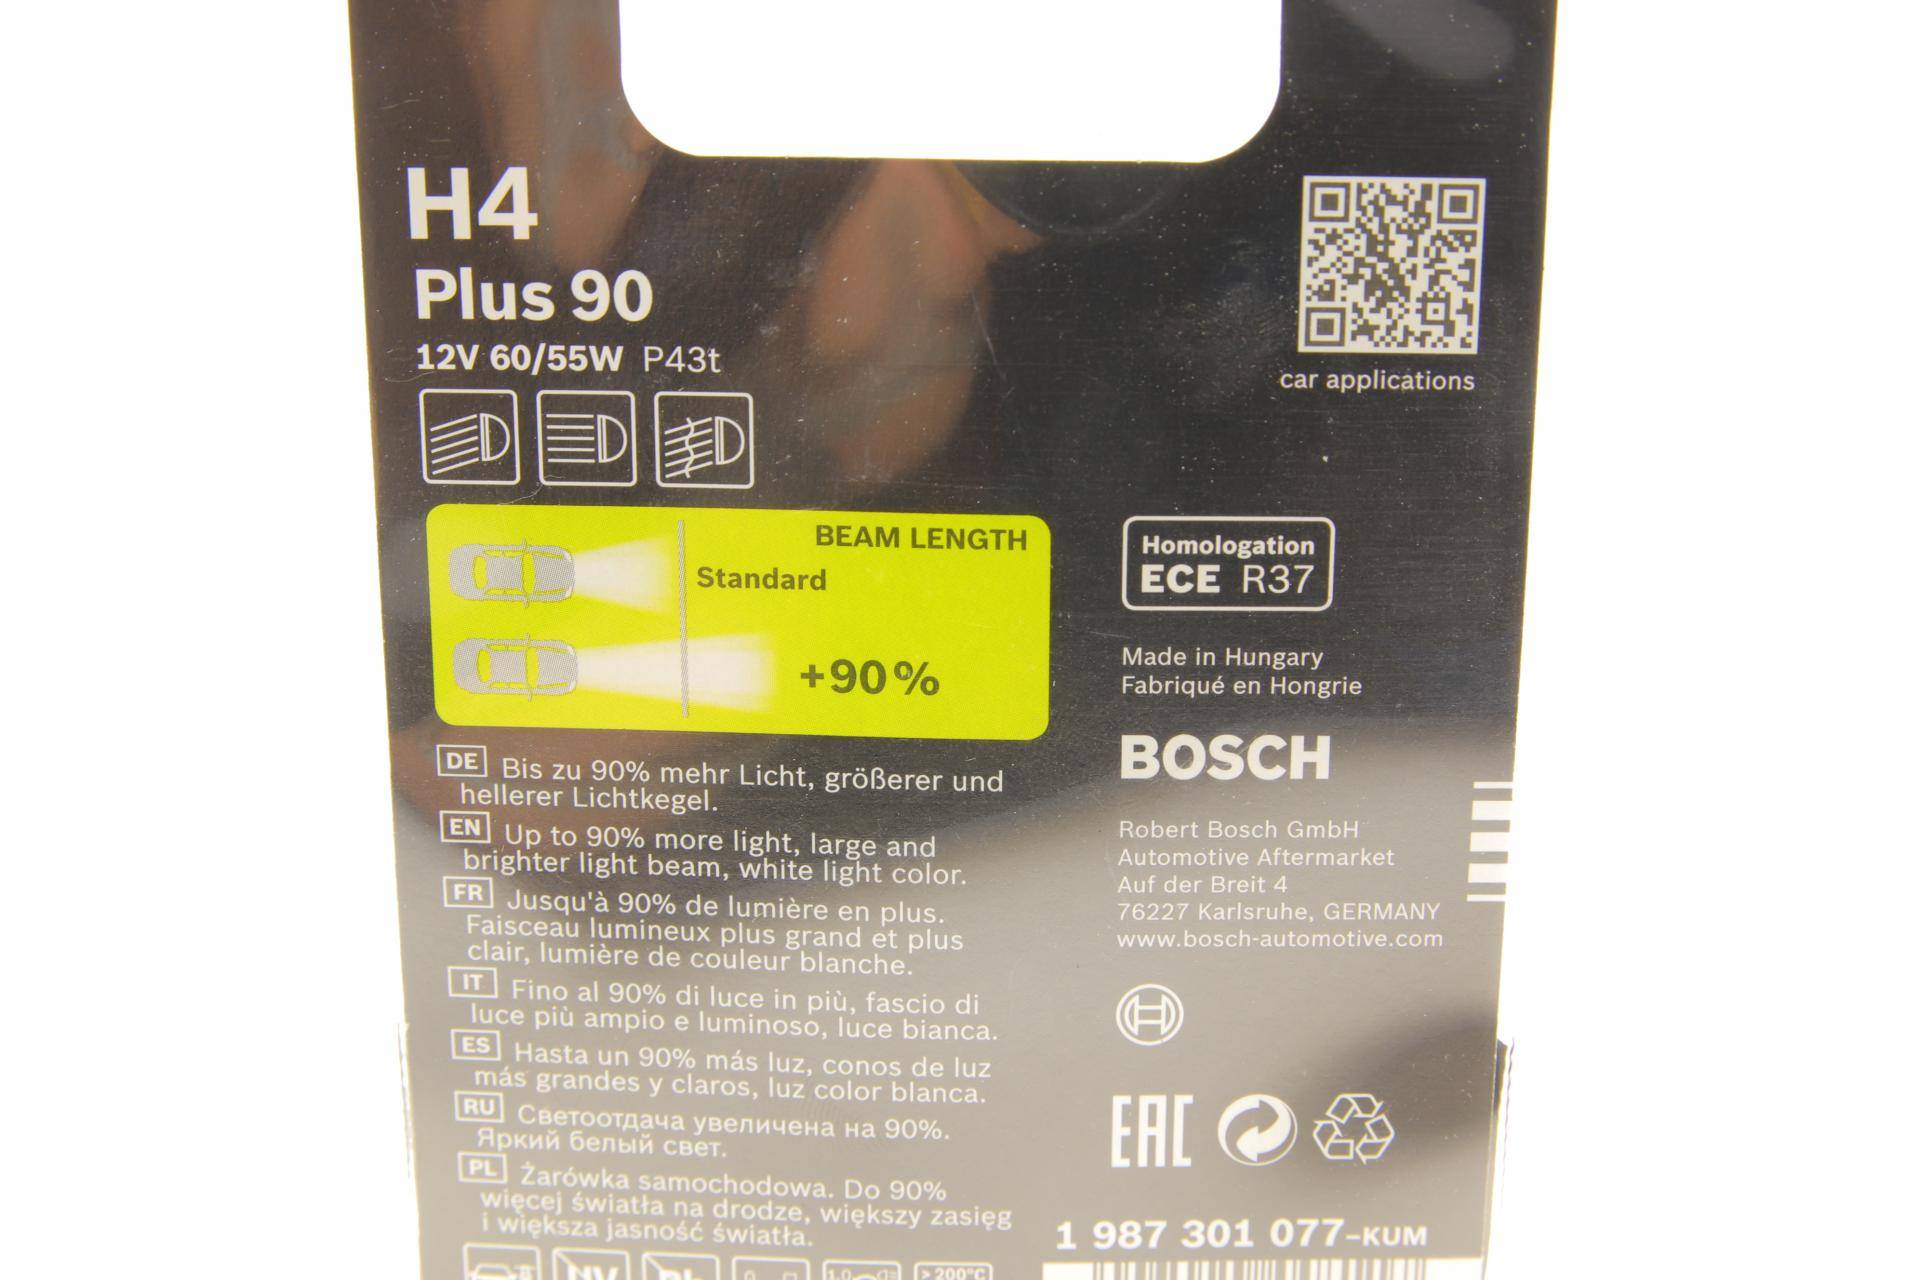 H4
Plus 90
12V 60/55W P43t
car applications
BEAM LENGTH
Standard
+90%
DE Bis zu 90% mehr Licht, größerer und
hellerer Lichtkegel.
EN Up to 90% more light, large and
brighter light beam, white light color.
FR Jusqu'à 90% de lumière en plus.
Faisceau lumineux plus grand et plus
clair, lumière de couleur blanche.
IT Fino al 90% di luce in più, fascio di
luce più ampio e luminoso, luce bianca.
ES Hasta un 90% más luz, conos de luz
más grandes y claros, luz color blanca.
RU Светоотдача увеличена на 90%.
Яркий белый свет.
PL Żarówka samochodowa. Do 90%
więcej światła na drodze, większy zasięg
i większa jasność światła.
Homologation
ECE R37
Made in Hungary
Fabriqué en Hongrie
BOSCH
Robert Bosch GmbH
Automotive Aftermarket
Auf der Breit 4
76227 Karlsruhe, GERMANY
www.bosch-automotive.com
EAC
1 987 301 077-KUM
> 200°C